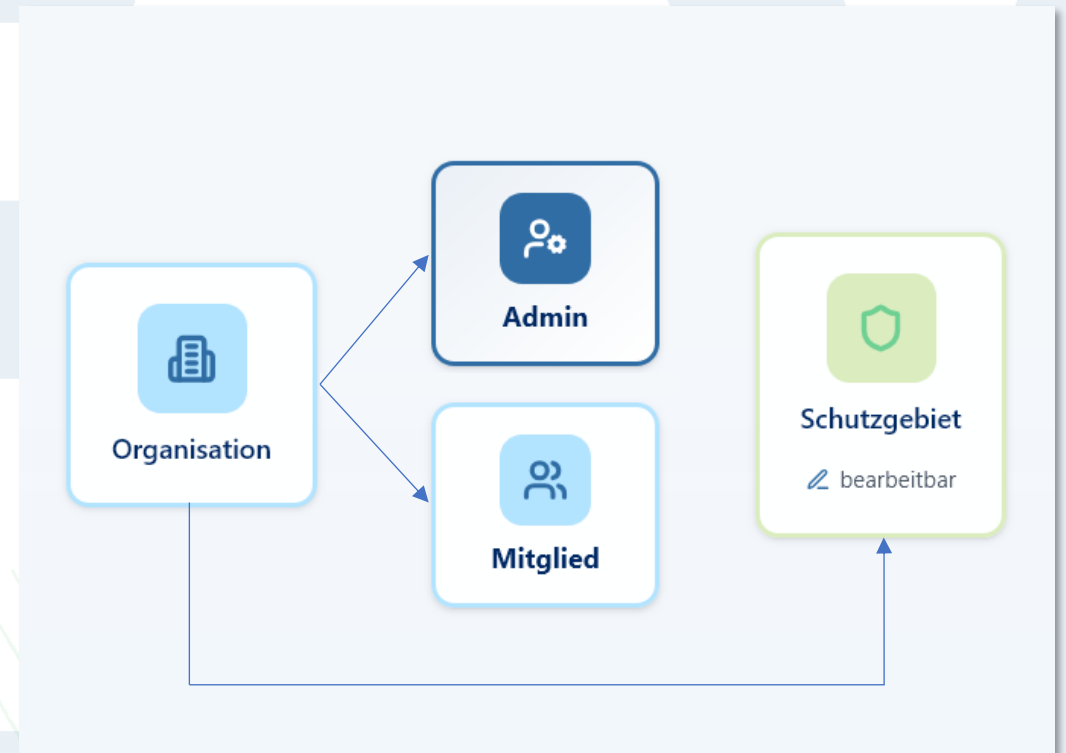 Organisation
Admin
Mitglied
Schutzgebiet
bearbeitbar